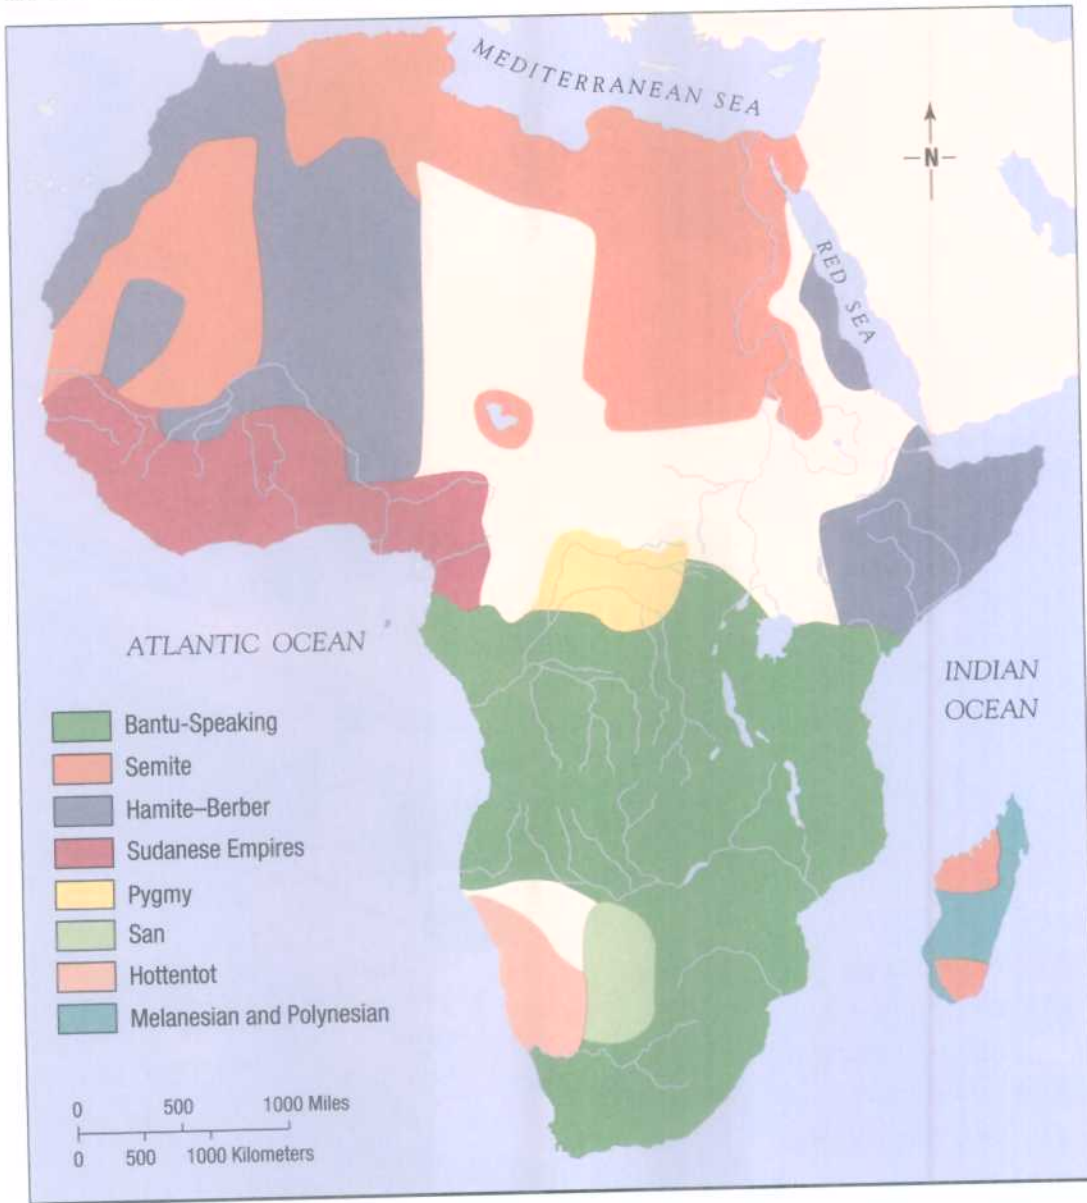 MEDITERRANEAN SEA
N
RED SEA
ATLANTIC OCEAN
INDIAN
OCEAN
Bantu-Speaking
Semite
Hamite–Berber
Sudanese Empires
Pygmy
San
Hottentot
Melanesian and Polynesian
0 500 1000 Miles
0 500 1000 Kilometers